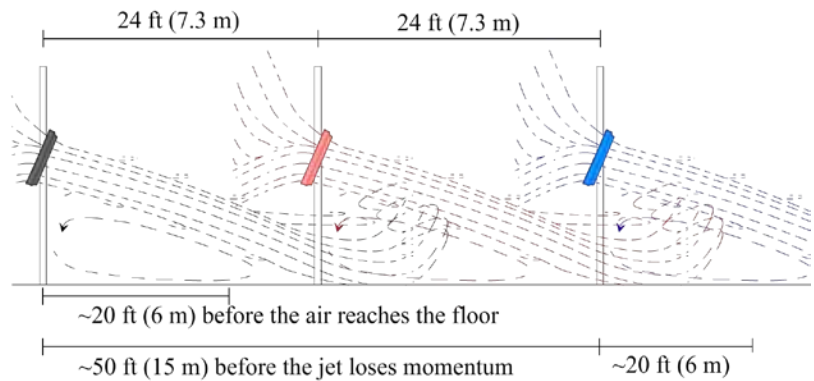 24 ft (7.3 m)
24 ft (7.3 m)
~20 ft (6 m) before the air reaches the floor
~50 ft (15 m) before the jet loses momentum
~20 ft (6 m)